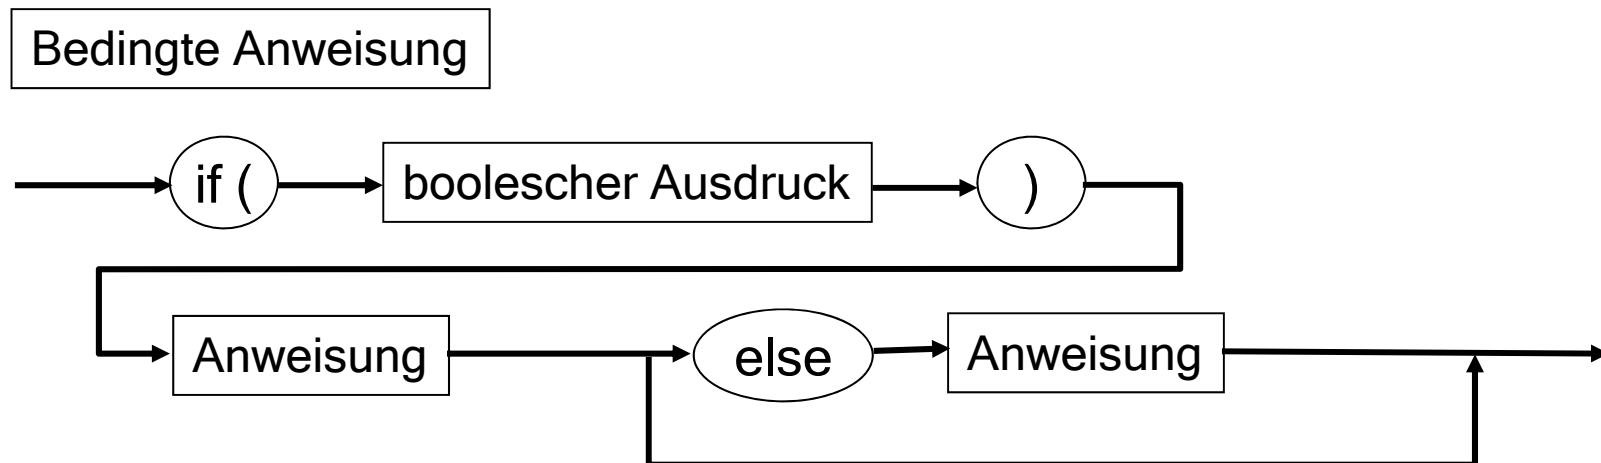 Bedingte Anweisung
if ( boolescher Ausdruck )
Anweisung else Anweisung